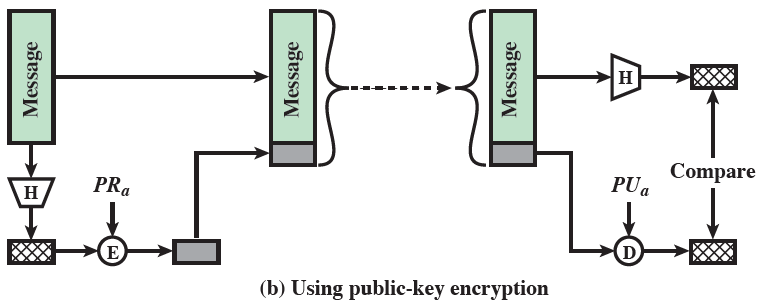 Message
H
PRa
E
Message
Message
H
Compare
PUa
D
(b) Using public-key encryption